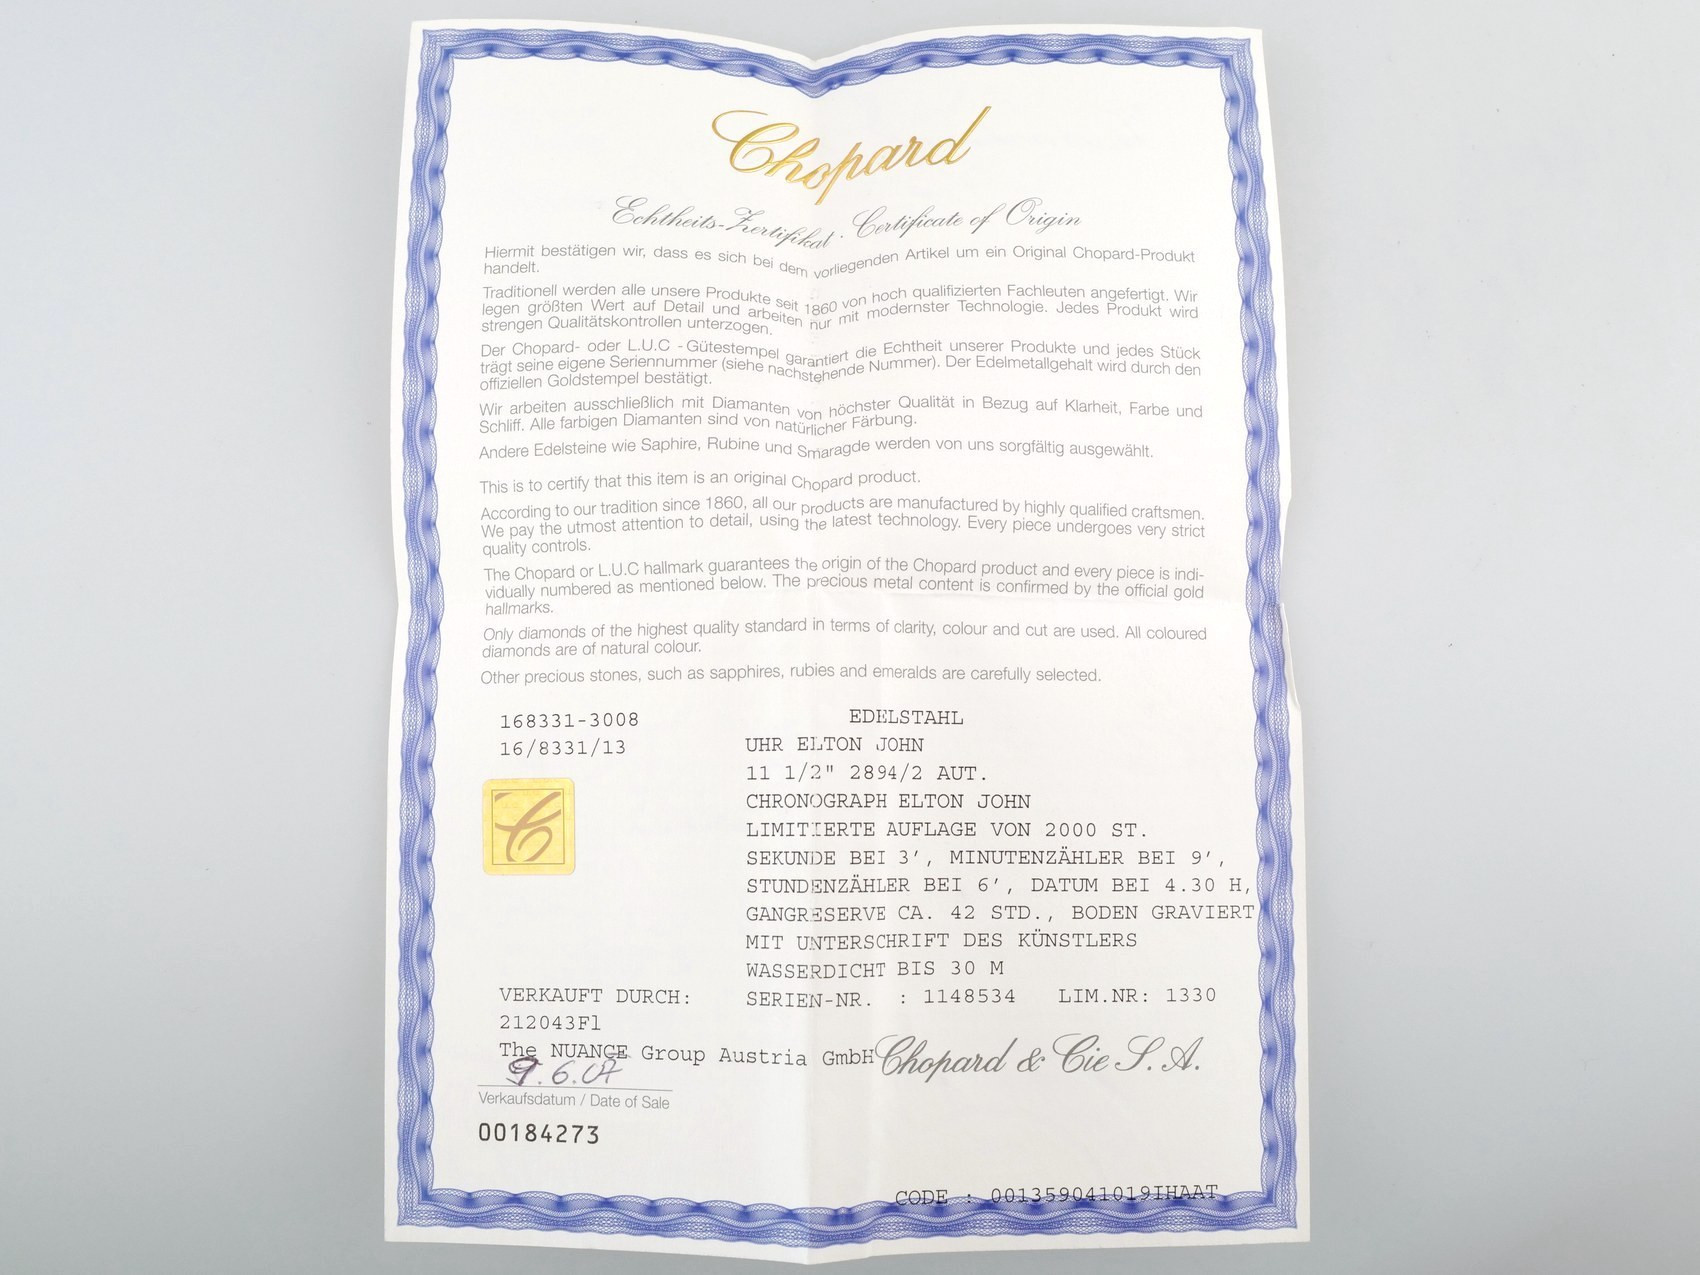 Chopard
Echtheits-Zertifikat · Certificate of Origin
Hiermit bestätigen wir, dass es sich bei dem vorliegenden Artikel um ein Original Chopard-Produkt
handelt.
Traditionell werden alle unsere Produkte seit 1860 von hoch qualifizierten Fachleuten angefertigt. Wir
legen größten Wert auf Detail und arbeiten nur mit modernster Technologie. Jedes Produkt wird
strengen Qualitätskontrollen unterzogen.
Der Chopard- oder L.U.C - Gütestempel garantiert die Echtheit unserer Produkte und jedes Stück
trägt seine eigene Seriennummer (siehe nachstehende Nummer). Der Edelmetallgehalt wird durch den
offiziellen Goldstempel bestätigt.
Wir arbeiten ausschließlich mit Diamanten von höchster Qualität in Bezug auf Klarheit, Farbe und
Schliff. Alle farbigen Diamanten sind von natürlicher Färbung.
Andere Edelsteine wie Saphire, Rubine und Smaragde werden von uns sorgfältig ausgewählt.
This is to certify that this item is an original Chopard product.
According to our tradition since 1860, all our products are manufactured by highly qualified craftsmen.
We pay the utmost attention to detail, using the latest technology. Every piece undergoes very strict
quality controls.
The Chopard or L.U.C hallmark guarantees the origin of the Chopard product and every piece is indi-
vidually numbered as mentioned below. The precious metal content is confirmed by the official gold
hallmarks.
Only diamonds of the highest quality standard in terms of clarity, colour and cut are used. All coloured
diamonds are of natural colour.
Other precious stones, such as sapphires, rubies and emeralds are carefully selected.
168331-3008 EDELSTAHL
16/8331/13 UHR ELTON JOHN
11 1/2" 2894/2 AUT.
CHRONOGRAPH ELTON JOHN
LIMITIERTE AUFLAGE VON 2000 ST.
SEKUNDE BEI 3', MINUTENZÄHLER BEI 9',
STUNDENZÄHLER BEI 6', DATUM BEI 4.30 H,
GANGRESERVE CA. 42 STD., BODEN GRAVIERT
MIT UNTERSCHRIFT DES KÜNSTLERS
WASSERDICHT BIS 30 M
VERKAUFT DURCH: SERIEN-NR. : 1148534 LIM.NR: 1330
212043Fl
The NUANCE Group Austria GmbH Chopard & Cie S. A.
9.6.07
Verkaufsdatum / Date of Sale
00184273
CODE : 001359041019IHAAT